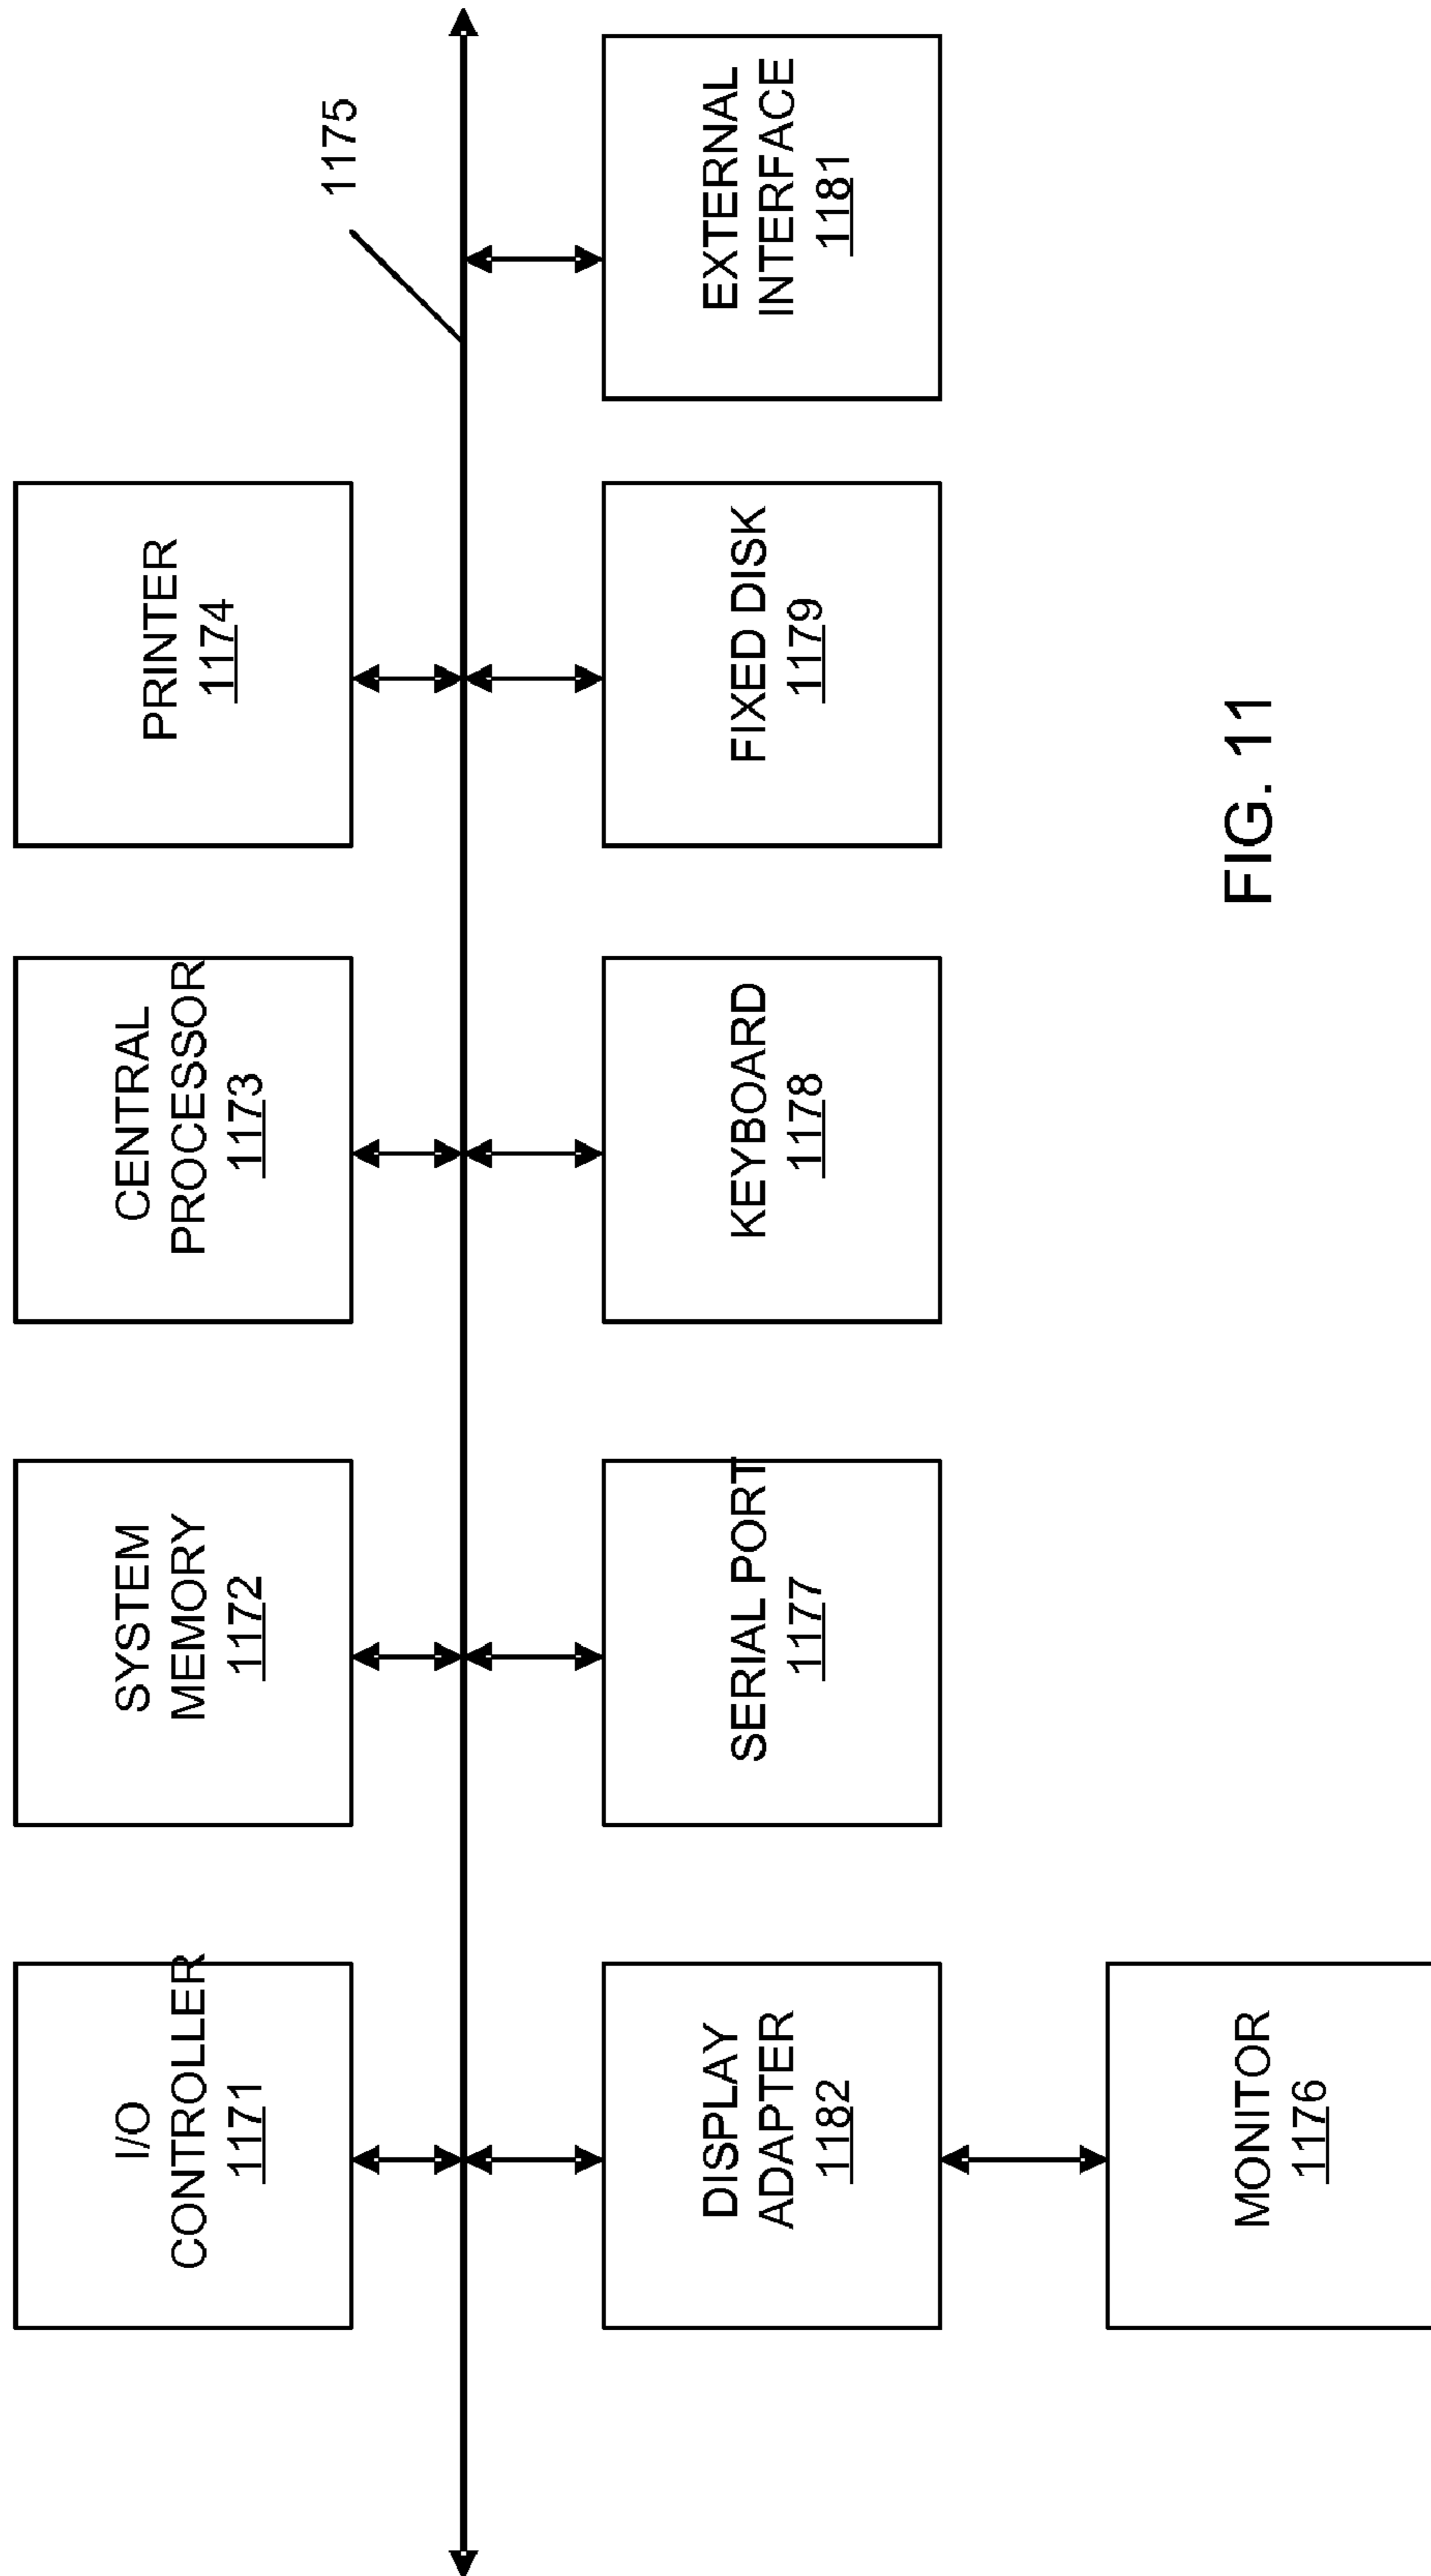 I/O
CONTROLLER
1171
SYSTEM
MEMORY
1172
CENTRAL
PROCESSOR
1173
PRINTER
1174
1175
DISPLAY
ADAPTER
1182
SERIAL PORT
1177
KEYBOARD
1178
FIXED DISK
1179
EXTERNAL
INTERFACE
1181
MONITOR
1176
FIG. 11